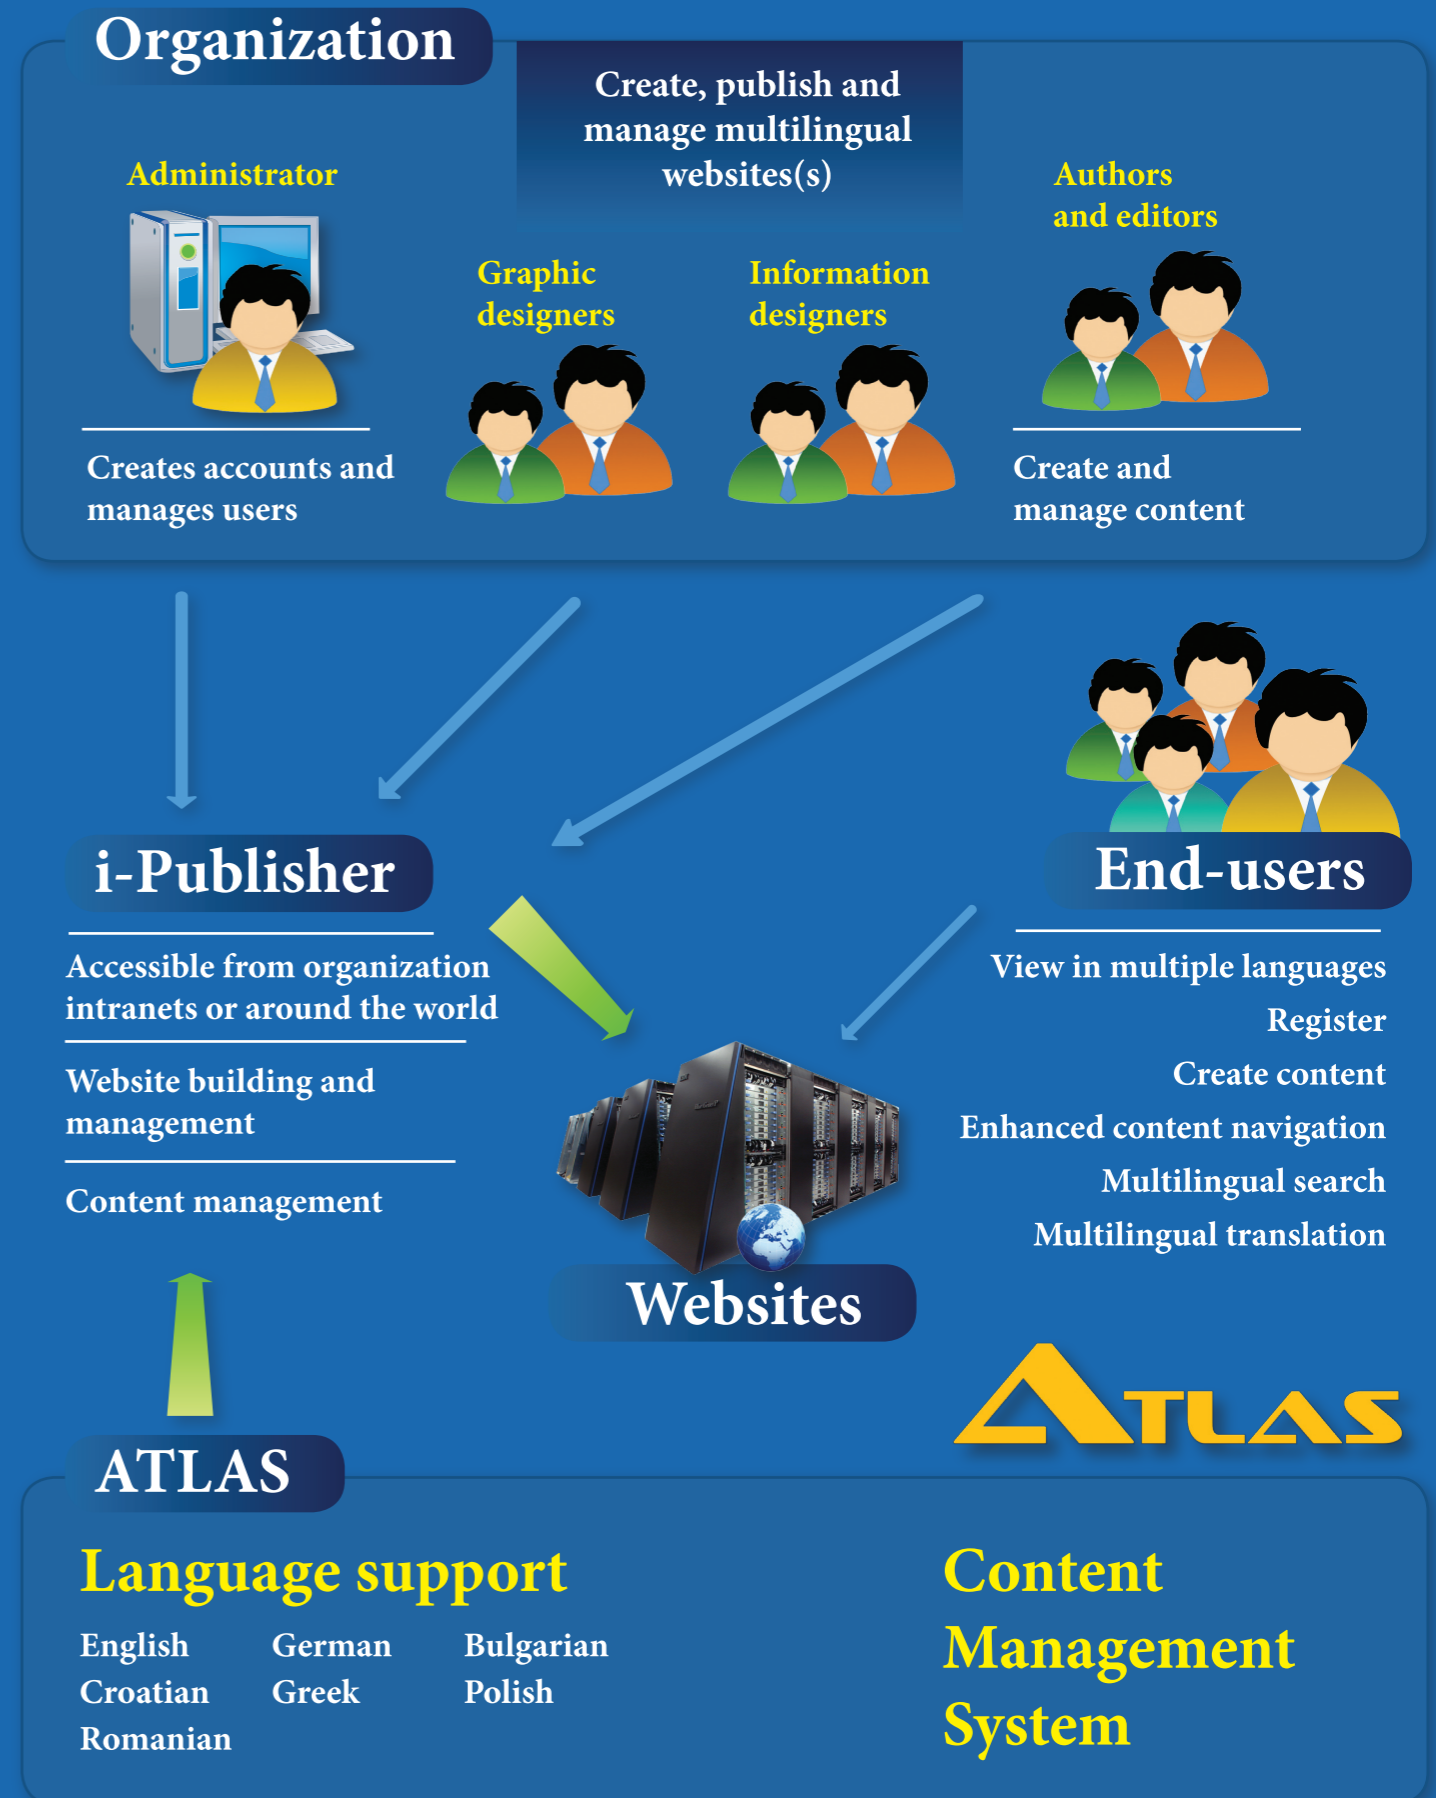 Organization
Create, publish and
manage multilingual
websites(s)
Administrator
Creates accounts and
manages users
Graphic
designers
Information
designers
Authors
and editors
Create and
manage content
i-Publisher
Accessible from organization
intranets or around the world
Website building and
management
Content management
End-users
View in multiple languages
Register
Create content
Enhanced content navigation
Multilingual search
Multilingual translation
Websites
ATLAS
ATLAS
Language support
English German Bulgarian
Croatian Greek Polish
Romanian
Content
Management
System